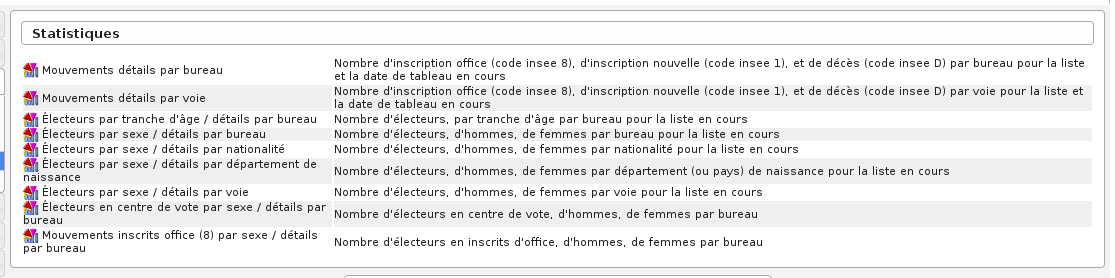 Statistiques
Mouvements détails par bureau
Nombre d'inscription office (code insee 8), d'inscription nouvelle (code insee 1), et de décès (code insee D) par bureau pour la liste
et la date de tableau en cours
Mouvements détails par voie
Nombre d'inscription office (code insee 8), d'inscription nouvelle (code insee 1), et de décès (code insee D) par voie pour la liste et
la date de tableau en cours
Électeurs par tranche d'âge / détails par bureau
Nombre d'électeurs, par tranche d'âge par bureau pour la liste en cours
Électeurs par sexe / détails par bureau
Nombre d'électeurs, d'hommes, de femmes par bureau pour la liste en cours
Électeurs par sexe / détails par nationalité
Nombre d'électeurs, d'hommes, de femmes par nationalité pour la liste en cours
Électeurs par sexe / détails par département de
naissance
Nombre d'électeurs, d'hommes, de femmes par département (ou pays) de naissance pour la liste en cours
Électeurs par sexe / détails par voie
Nombre d'électeurs, d'hommes, de femmes par voie pour la liste en cours
Électeurs en centre de vote par sexe / détails par
bureau
Nombre d'électeurs en centre de vote, d'hommes, de femmes par bureau
Mouvements inscrits office (8) par sexe / détails
par bureau
Nombre d'électeurs en inscrits d'office, d'hommes, de femmes par bureau